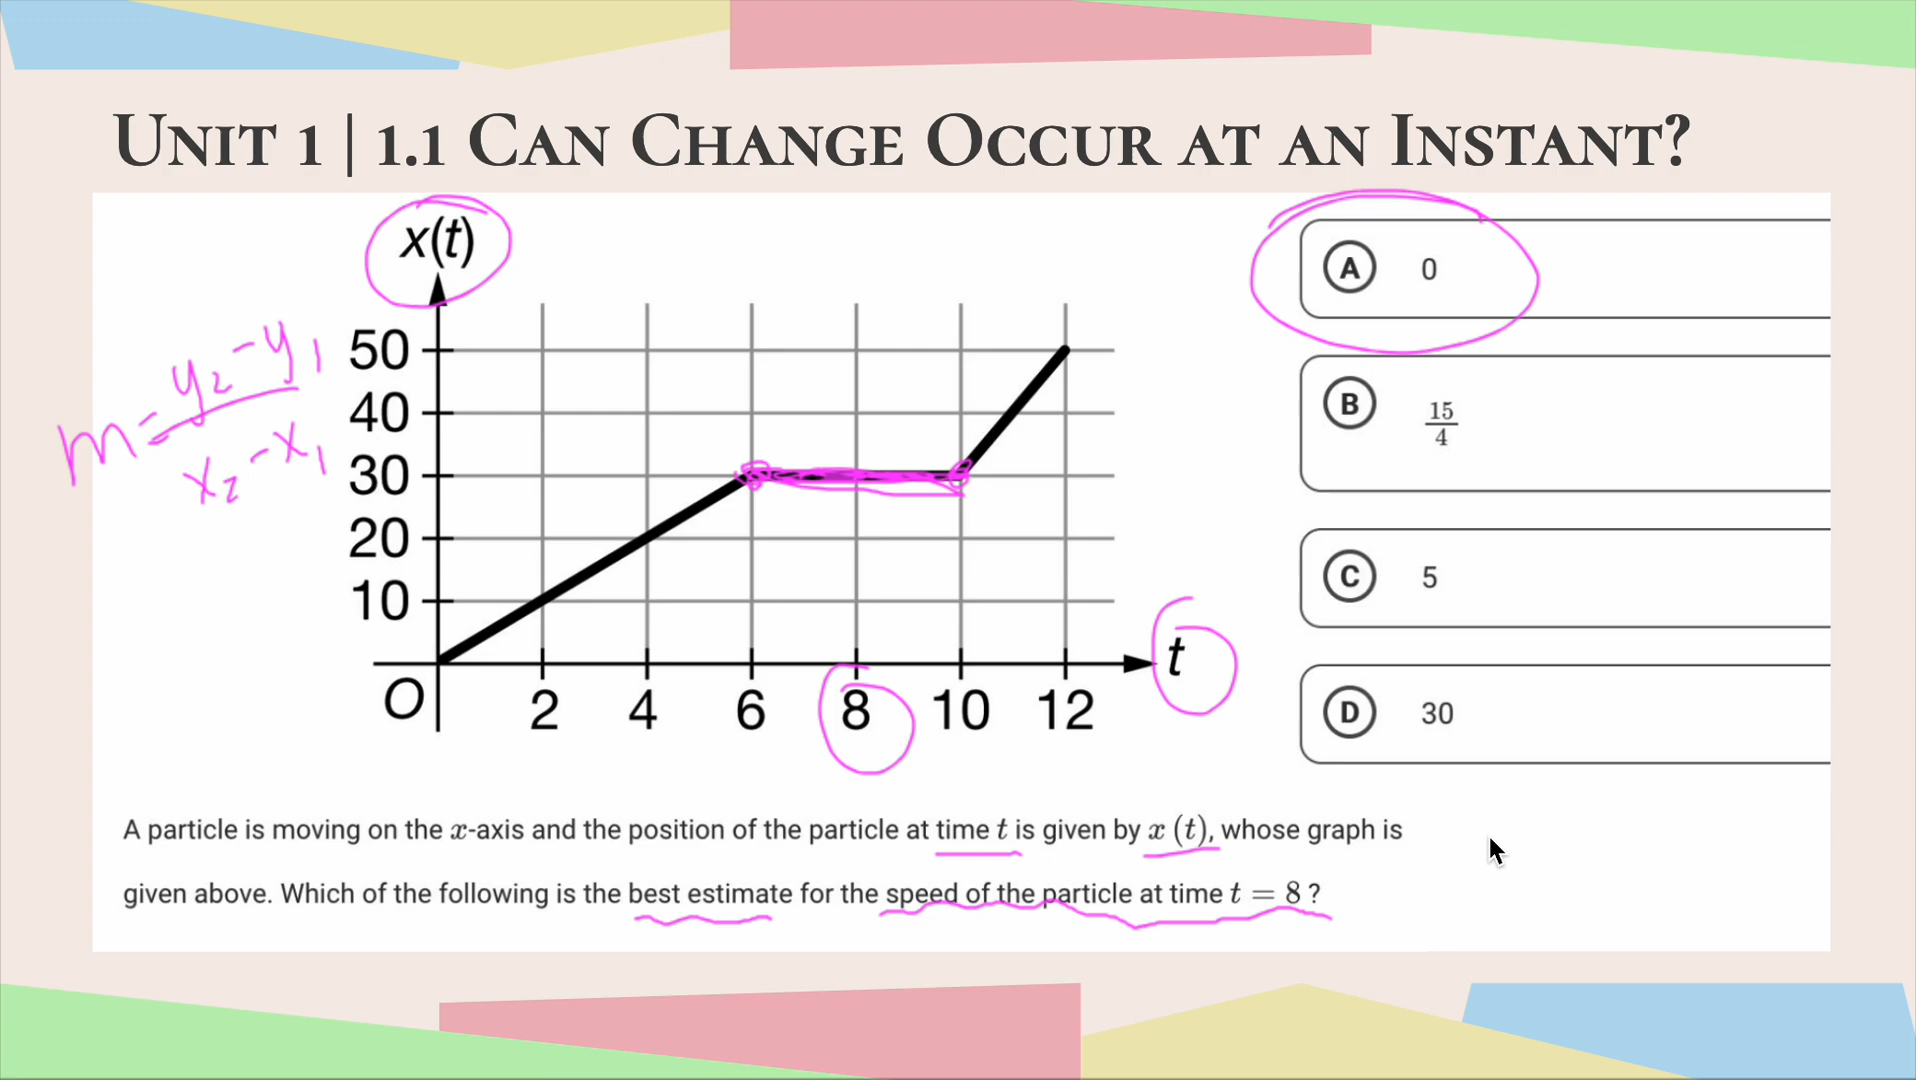 UNIT 1 | 1.1 CAN CHANGE OCCUR AT AN INSTANT?
x(t)
50
40
30
20
10
O
2 4 6 8 10 12
t
m = y₂ - y₁ / x₂ - x₁
A 0
B 15/4
C 5
D 30
A particle is moving on the x-axis and the position of the particle at time t is given by x (t), whose graph is
given above. Which of the following is the best estimate for the speed of the particle at time t = 8 ?